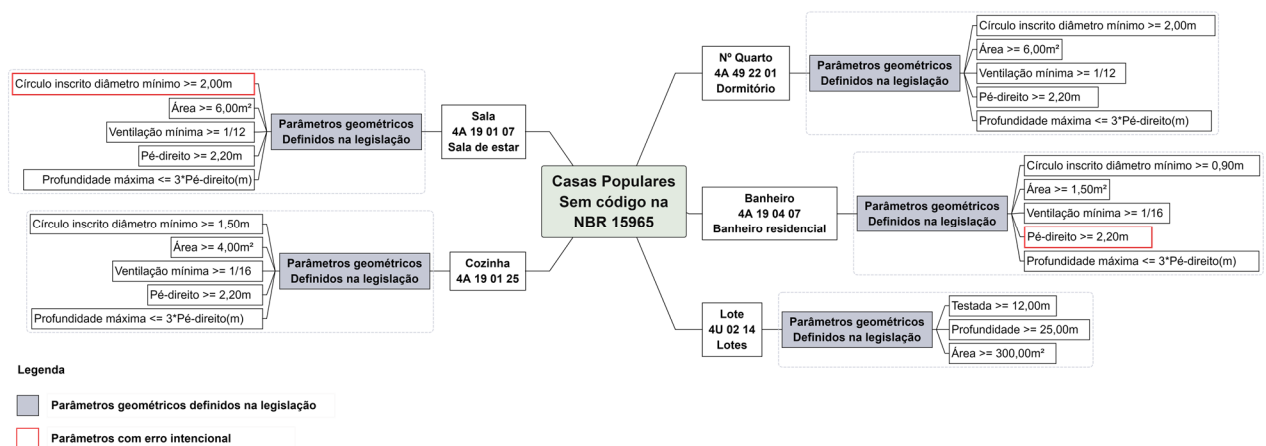 Casas Populares
Sem código na
NBR 15965
Sala
4A 19 01 07
Sala de estar
Parâmetros geométricos
Definidos na legislação
Círculo inscrito diâmetro mínimo >= 2,00m
Área >= 6,00m²
Ventilação mínima >= 1/12
Pé-direito >= 2,20m
Profundidade máxima <= 3*Pé-direito(m)
Cozinha
4A 19 01 25
Parâmetros geométricos
Definidos na legislação
Círculo inscrito diâmetro mínimo >= 1,50m
Área >= 4,00m²
Ventilação mínima >= 1/16
Pé-direito >= 2,20m
Profundidade máxima <= 3*Pé-direito(m)
Nº Quarto
4A 49 22 01
Dormitório
Parâmetros geométricos
Definidos na legislação
Círculo inscrito diâmetro mínimo >= 2,00m
Área >= 6,00m²
Ventilação mínima >= 1/12
Pé-direito >= 2,20m
Profundidade máxima <= 3*Pé-direito(m)
Banheiro
4A 19 04 07
Banheiro residencial
Parâmetros geométricos
Definidos na legislação
Círculo inscrito diâmetro mínimo >= 0,90m
Área >= 1,50m²
Ventilação mínima >= 1/16
Pé-direito >= 2,20m
Profundidade máxima <= 3*Pé-direito(m)
Lote
4U 02 14
Lotes
Parâmetros geométricos
Definidos na legislação
Testada >= 12,00m
Profundidade >= 25,00m
Área >= 300,00m²
Legenda
Parâmetros geométricos definidos na legislação
Parâmetros com erro intencional